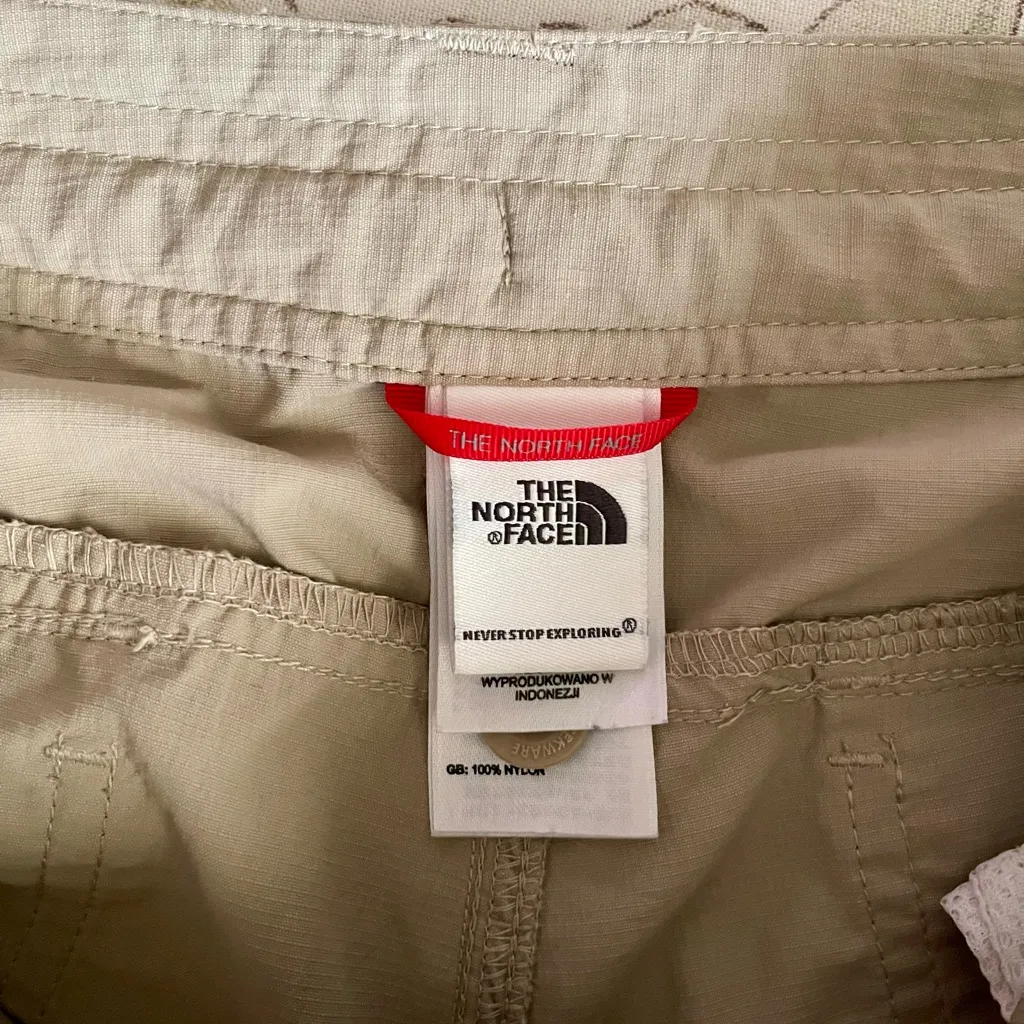 THE NORTH FACE
THE
NORTH
®FACE
NEVER STOP EXPLORING®
WYPRODUKOWANO W
INDONEZJI
GB: 100% NYLON